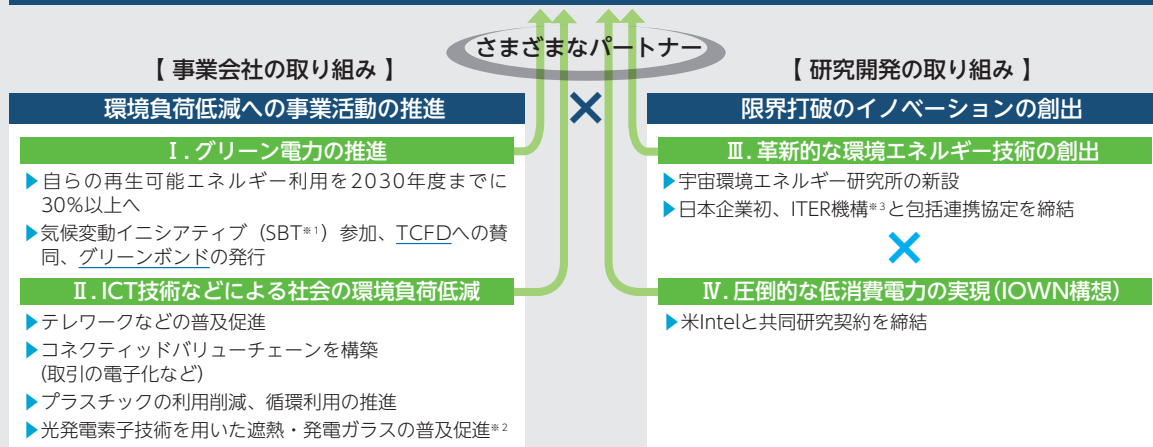 さまざまなパートナー
【 事業会社の取り組み 】
環境負荷低減への事業活動の推進
Ⅰ. グリーン電力の推進
▶自らの再生可能エネルギー利用を2030年度までに
30%以上へ
▶気候変動イニシアティブ（SBT※1）参加、TCFDへの賛
同、グリーンボンドの発行
Ⅱ. ICT技術などによる社会の環境負荷低減
▶テレワークなどの普及促進
▶コネクティッドバリューチェーンを構築
(取引の電子化など)
▶プラスチックの利用削減、循環利用の推進
▶光発電素子技術を用いた遮熱・発電ガラスの普及促進※2
×
【 研究開発の取り組み 】
限界打破のイノベーションの創出
Ⅲ. 革新的な環境エネルギー技術の創出
▶宇宙環境エネルギー研究所の新設
▶日本企業初、ITER機構※3と包括連携協定を締結
×
Ⅳ. 圧倒的な低消費電力の実現(IOWN構想)
▶米Intelと共同研究契約を締結